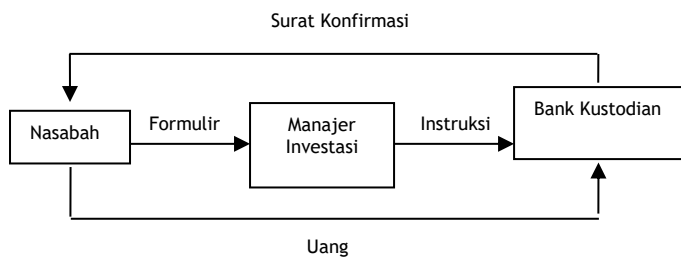 Surat Konfirmasi
Nasabah
Formulir
Manajer
Investasi
Instruksi
Bank Kustodian
Uang